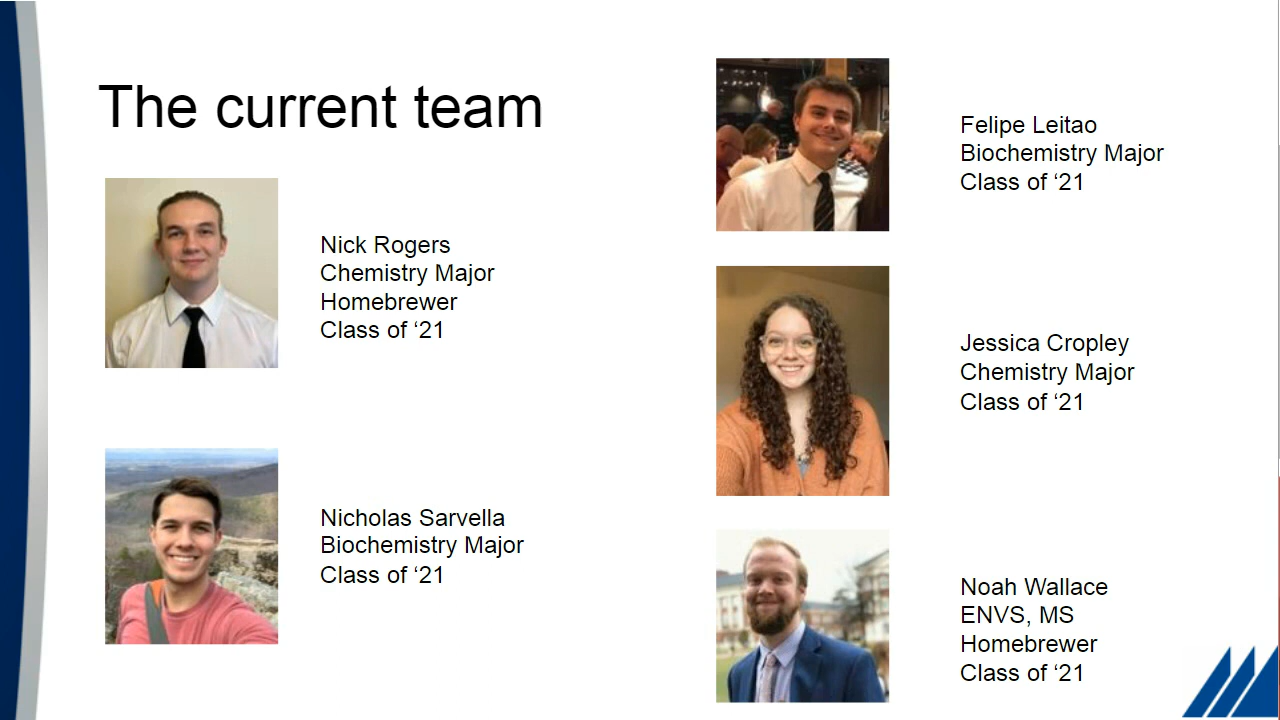 The current team
Nick Rogers
Chemistry Major
Homebrewer
Class of ‘21
Nicholas Sarvella
Biochemistry Major
Class of ‘21
Felipe Leitao
Biochemistry Major
Class of ‘21
Jessica Cropley
Chemistry Major
Class of ‘21
Noah Wallace
ENVS, MS
Homebrewer
Class of ‘21